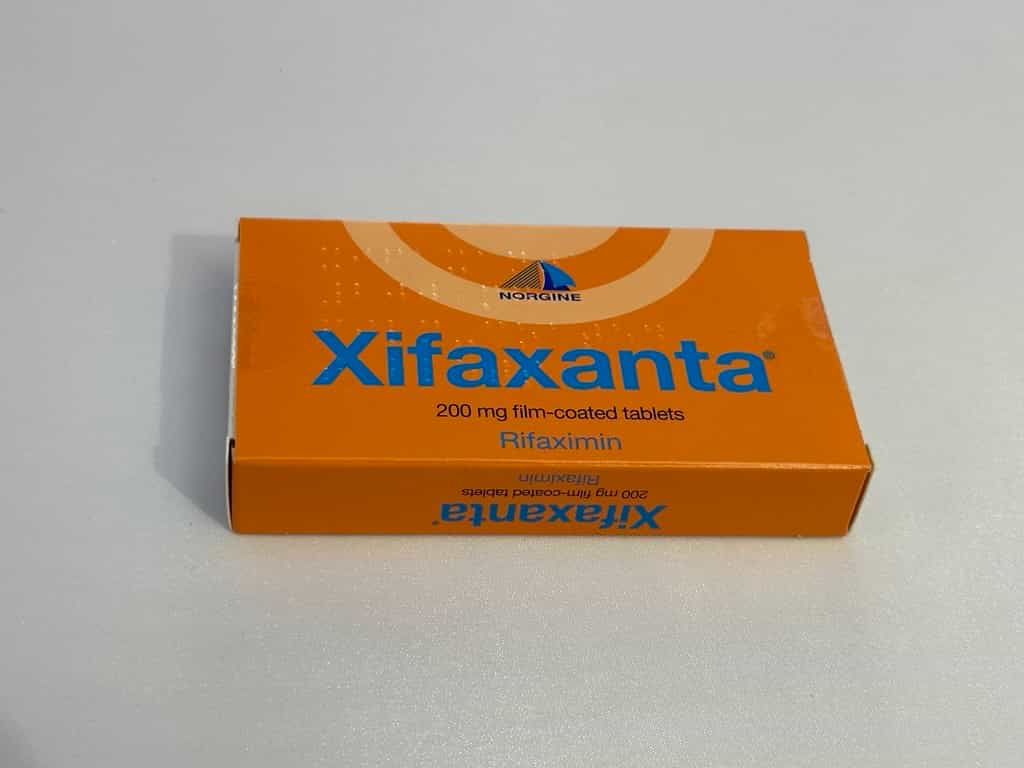 NORGINE
Xifaxanta®
200 mg film-coated tablets
Rifaximin
Rifaximin
200 mg film-coated tablets
Xifaxanta®